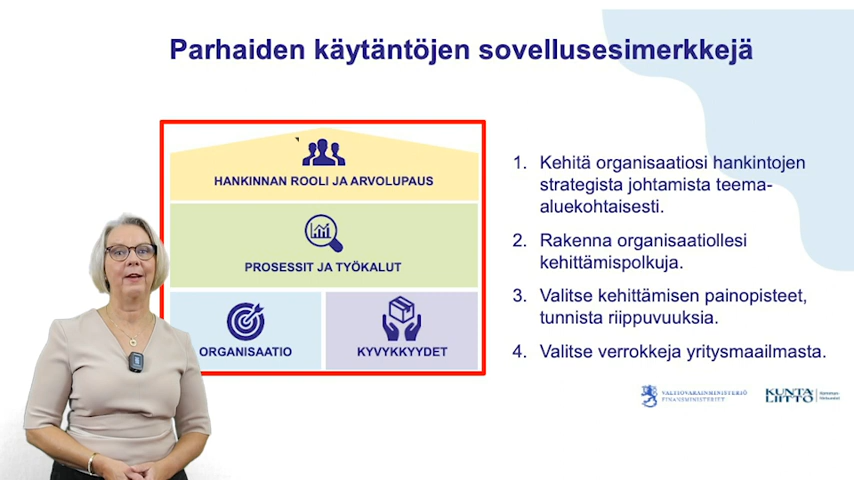 Parhaiden käytäntöjen sovellusesimerkkejä
HANKINNAN ROOLI JA ARVOLUPAUS
PROSESSIT JA TYÖKALUT
ORGANISAATIO
KYVYKKYYDET
1. Kehitä organisaatiosi hankintojen
strategista johtamista teema-
aluekohtaisesti.
2. Rakenna organisaatiollesi
kehittämispolkuja.
3. Valitse kehittämisen painopisteet,
tunnista riippuvuuksia.
4. Valitse verrokkeja yritysmaailmasta.
VALTIOVARAINMINISTERIÖ
FINANSMINISTERIET
KUNTA
LIITTO